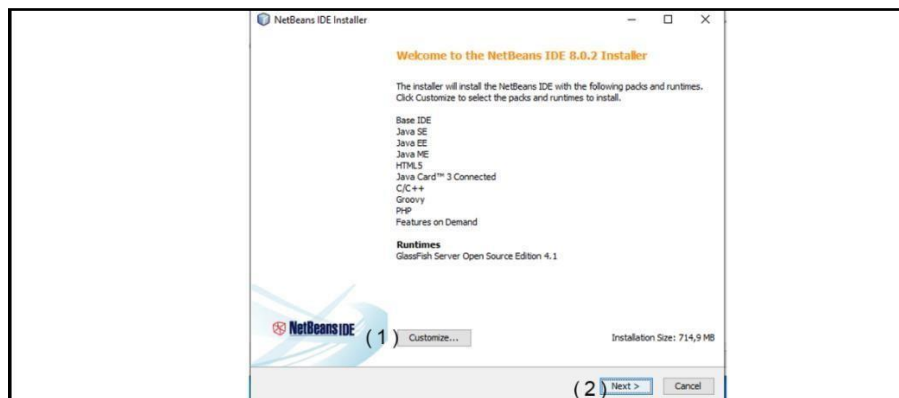 NetBeans IDE Installer
Welcome to the NetBeans IDE 8.0.2 Installer
The installer will install the NetBeans IDE with the following packs and runtimes.
Click Customize to select the packs and runtimes to install.
Base IDE
Java SE
Java EE
Java ME
HTML5
Java Card™ 3 Connected
C/C++
Groovy
PHP
Features on Demand
Runtimes
GlassFish Server Open Source Edition 4.1
NetBeans IDE
(1) Customize... Installation Size: 714,9 MB
(2) Next > Cancel